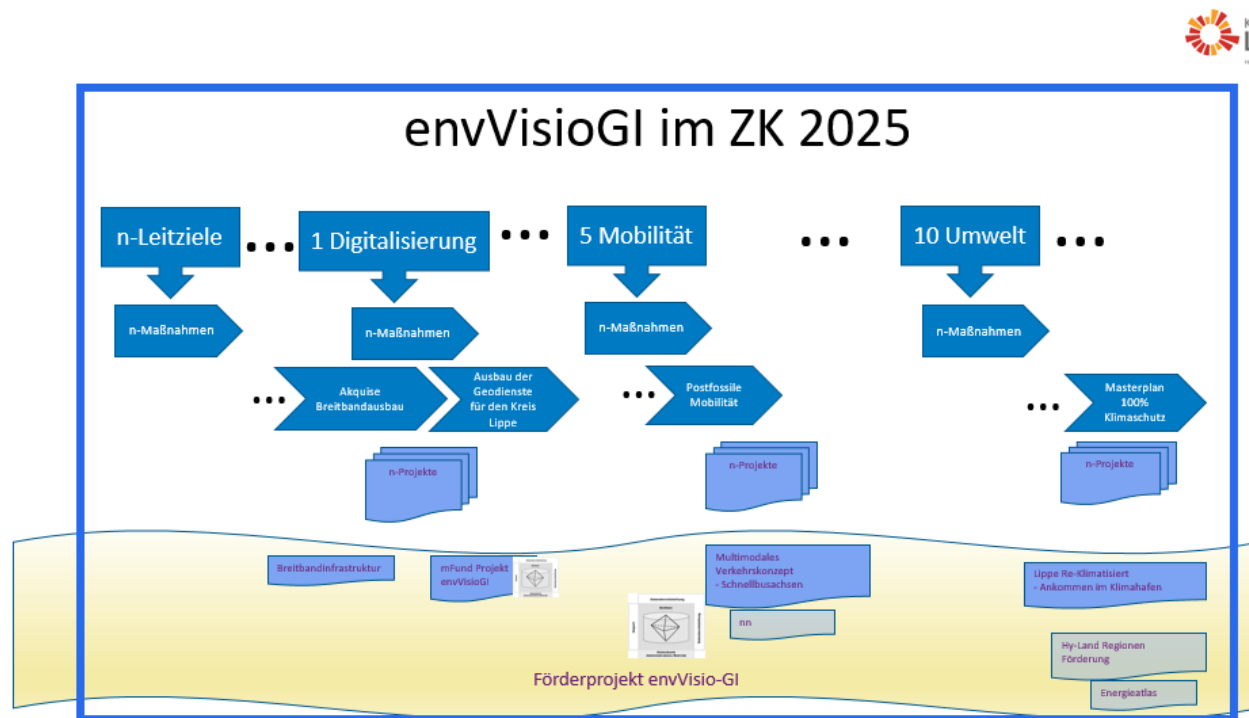 envVisioGI im ZK 2025
n-Leitziele
...
1 Digitalisierung
...
5 Mobilität
...
10 Umwelt
...
n-Maßnahmen
n-Maßnahmen
n-Maßnahmen
n-Maßnahmen
...
Akquise
Breitbandausbau
Ausbau der
Geodienste
für den Kreis
Lippe
...
Postfossile
Mobilität
...
Masterplan
100%
Klimaschutz
n-Projekte
n-Projekte
n-Projekte
Breitbandinfrastruktur
mFund Projekt
envVisioGI
Multimodales
Verkehrskonzept
- Schnellbusachsen
nn
Lippe Re-Klimatisiert
- Ankommen im Klimahafen
Hy-Land Regionen
Förderung
Energieatlas
Förderprojekt envVisio-GI